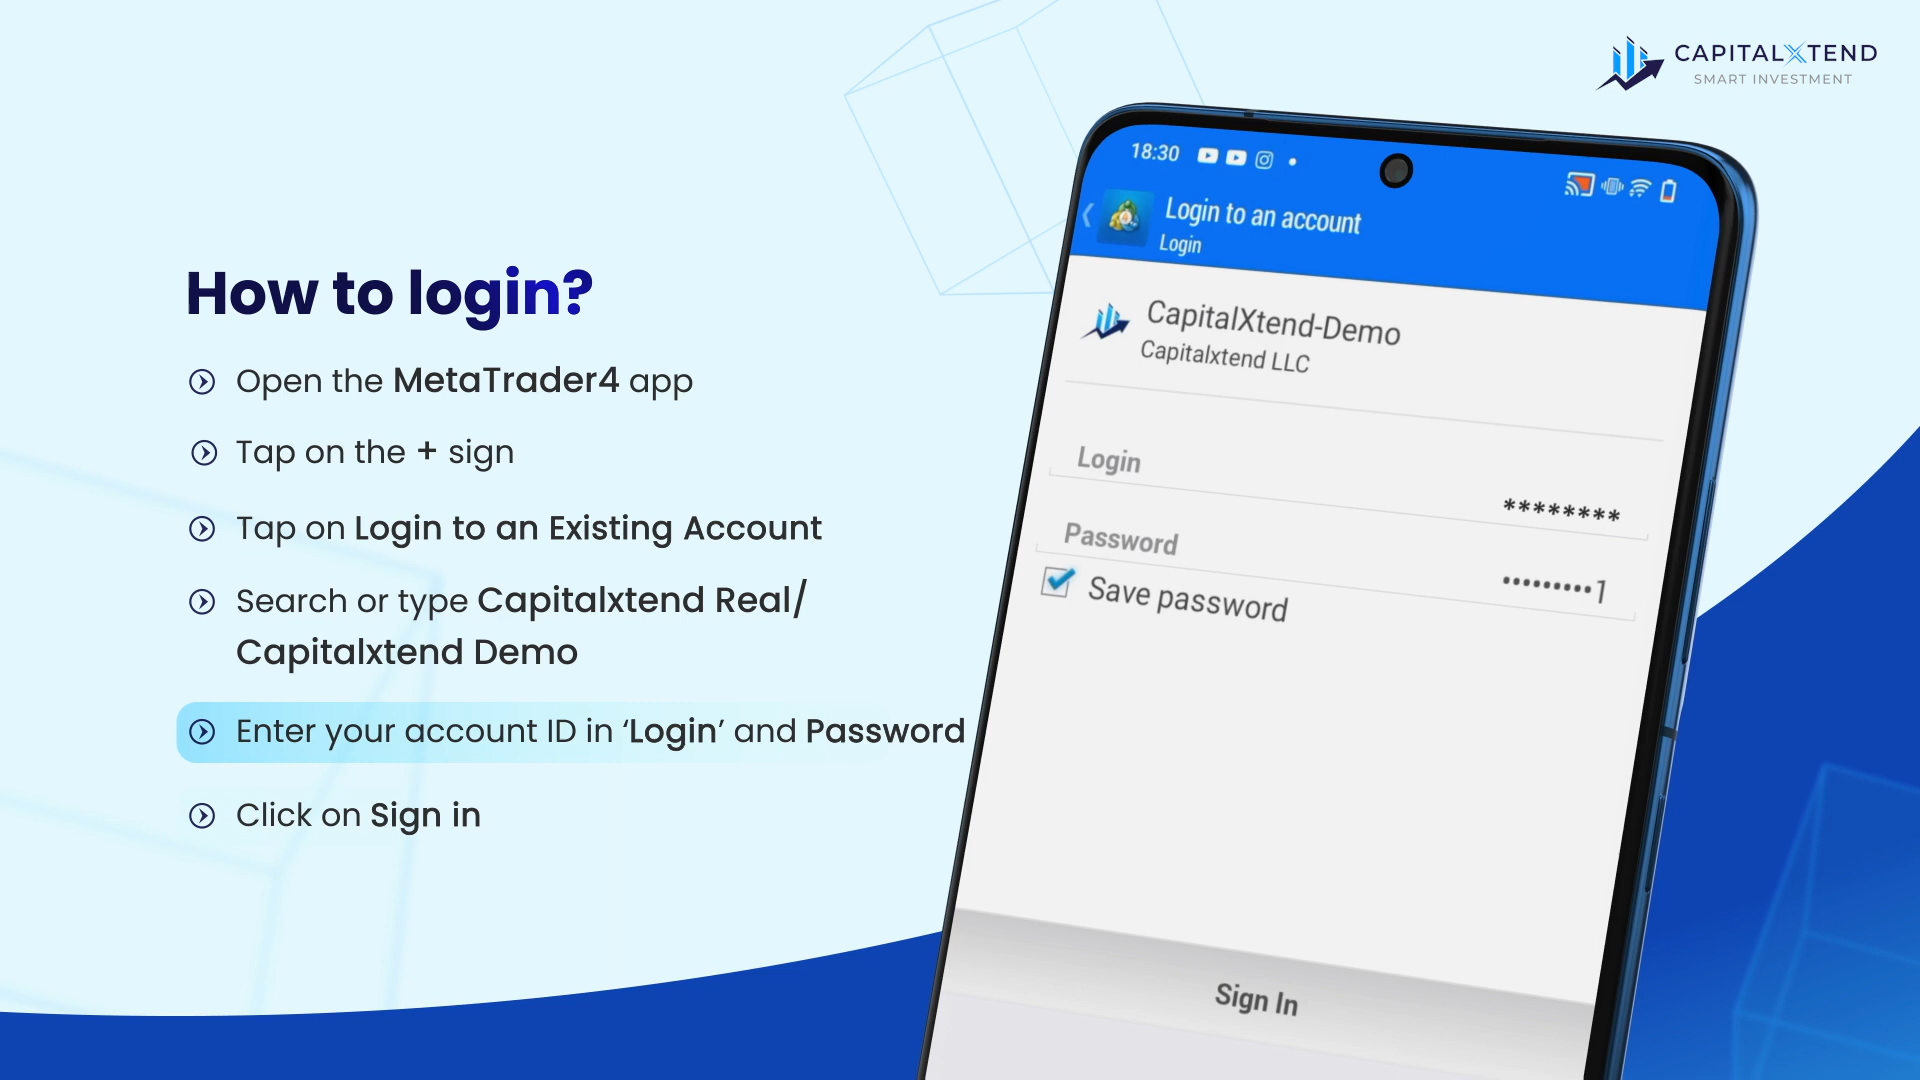 CAPITALXTEND
SMART INVESTMENT
How to login?
Open the MetaTrader4 app
Tap on the + sign
Tap on Login to an Existing Account
Search or type Capitalxtend Real/
Capitalxtend Demo
Enter your account ID in ‘Login’ and Password
Click on Sign in
18:30
Login to an account
Login
CapitalXtend-Demo
Capitalxtend LLC
Login
********
Password
•••••••••1
Save password
Sign In